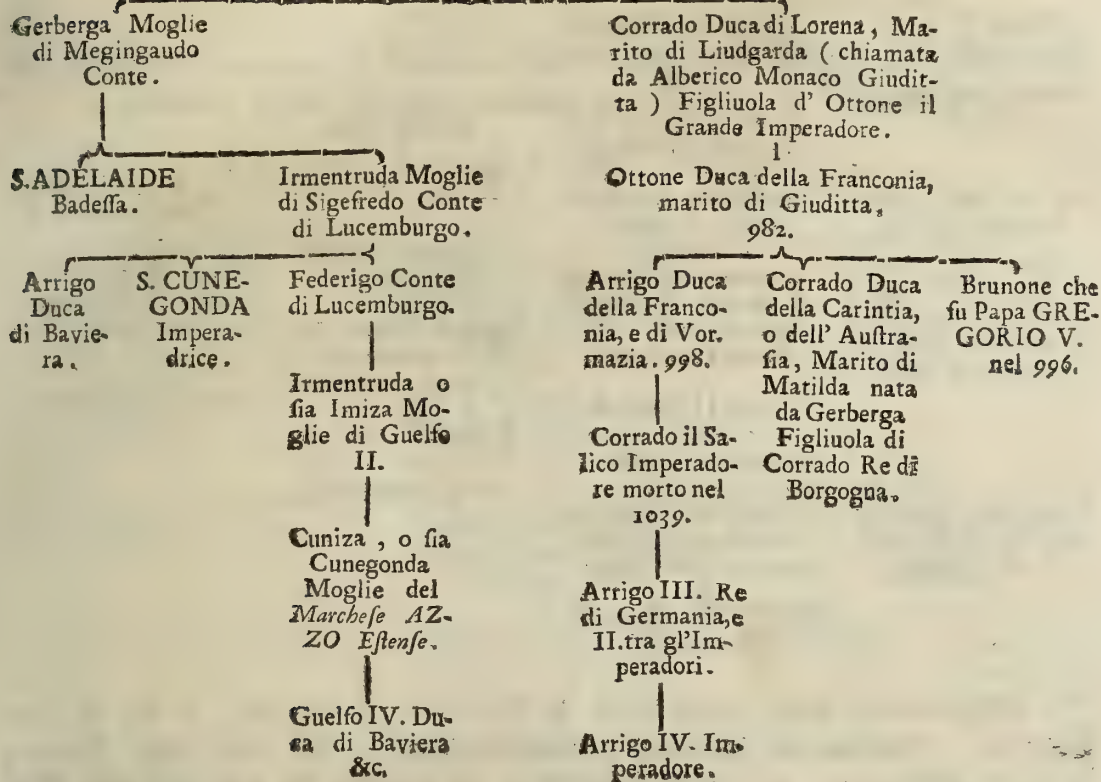 Gerberga Moglie
di Megingaudo
Conte.
Corrado Duca di Lorena, Ma-
rito di Liudgarda ( chiamata
da Alberico Monaco Giudit-
ta ) Figliuola d' Ottone il
Grande Imperadore.
S.ADELAIDE
Badeſſa.
Irmentruda Moglie
di Sigefredo Conte
di Lucemburgo.
Ottone Duca della Franconia,
marito di Giuditta,
982.
Arrigo
Duca
di Bavie-
ra.
S. CUNE-
GONDA
Impera-
drice.
Federigo Conte
di Lucemburgo.
Arrigo Duca
della Franco-
nia, e di Vor.
mazia. 998.
Corrado Duca
della Carintia,
o dell' Auſtra-
ſia, Marito di
Matilda nata
da Gerberga
Figliuola di
Corrado Re di
Borgogna.
Brunone che
fu Papa GRE-
GORIO V.
nel 996.
Irmentruda o
ſia Imiza Mo-
glie di Guelfo
II.
Corrado il Sa-
lico Imperado-
re morto nel
1039.
Cuniza, o ſia
Cunegonda
Moglie del
Marcheſe AZ-
ZO Eſtenſe.
Arrigo III. Re
di Germania, e
II. tra gl'Im-
peradori.
Guelfo IV. Du-
ca di Baviera
&c.
Arrigo IV. Im-
peradore.